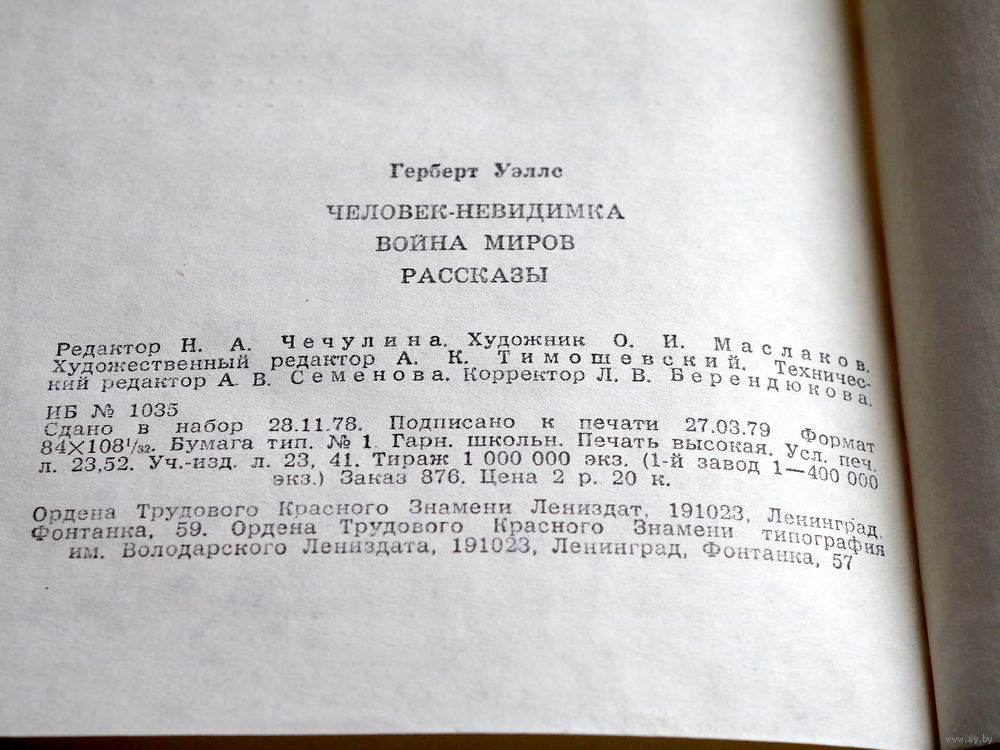 Герберт Уэллс
ЧЕЛОВЕК-НЕВИДИМКА
ВОЙНА МИРОВ
РАССКАЗЫ
Редактор Н. А. Чечулина. Художник О. И. Маслаков.
Художественный редактор А. К. Тимошевский. Техничес-
кий редактор А. В. Семенова. Корректор Л. В. Берендюкова.
ИБ № 1035
Сдано в набор 28.11.78. Подписано к печати 27.03.79 Формат
84×108¹/₃₂. Бумага тип. № 1. Гарн. школьн. Печать высокая. Усл. печ.
л. 23,52. Уч.-изд. л. 23, 41. Тираж 1 000 000 экз. (1-й завод 1—400 000
экз.) Заказ 876. Цена 2 р. 20 к.
Ордена Трудового Красного Знамени Лениздат, 191023, Ленинград,
Фонтанка, 59. Ордена Трудового Красного Знамени типография
им. Володарского Лениздата, 191023, Ленинград, Фонтанка, 57
www.ay.by